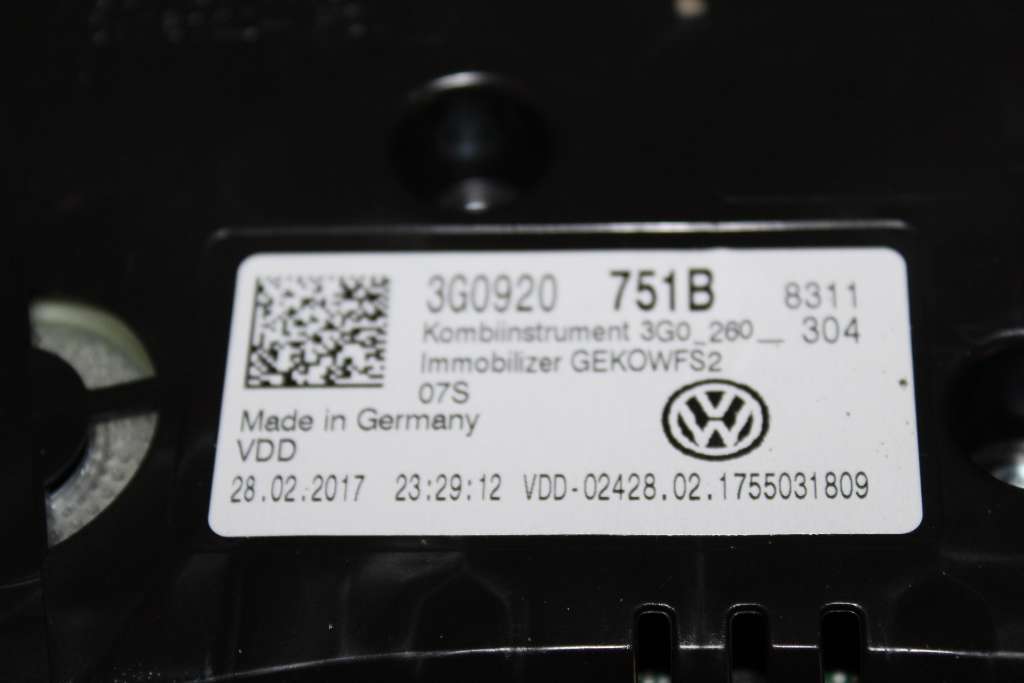 3G0920 751B 8311
Kombiinstrument 3G0_260__ 304
Immobilizer GEKOWFS2
07S
Made in Germany
VDD
28.02.2017 23:29:12 VDD-02428.02.1755031809